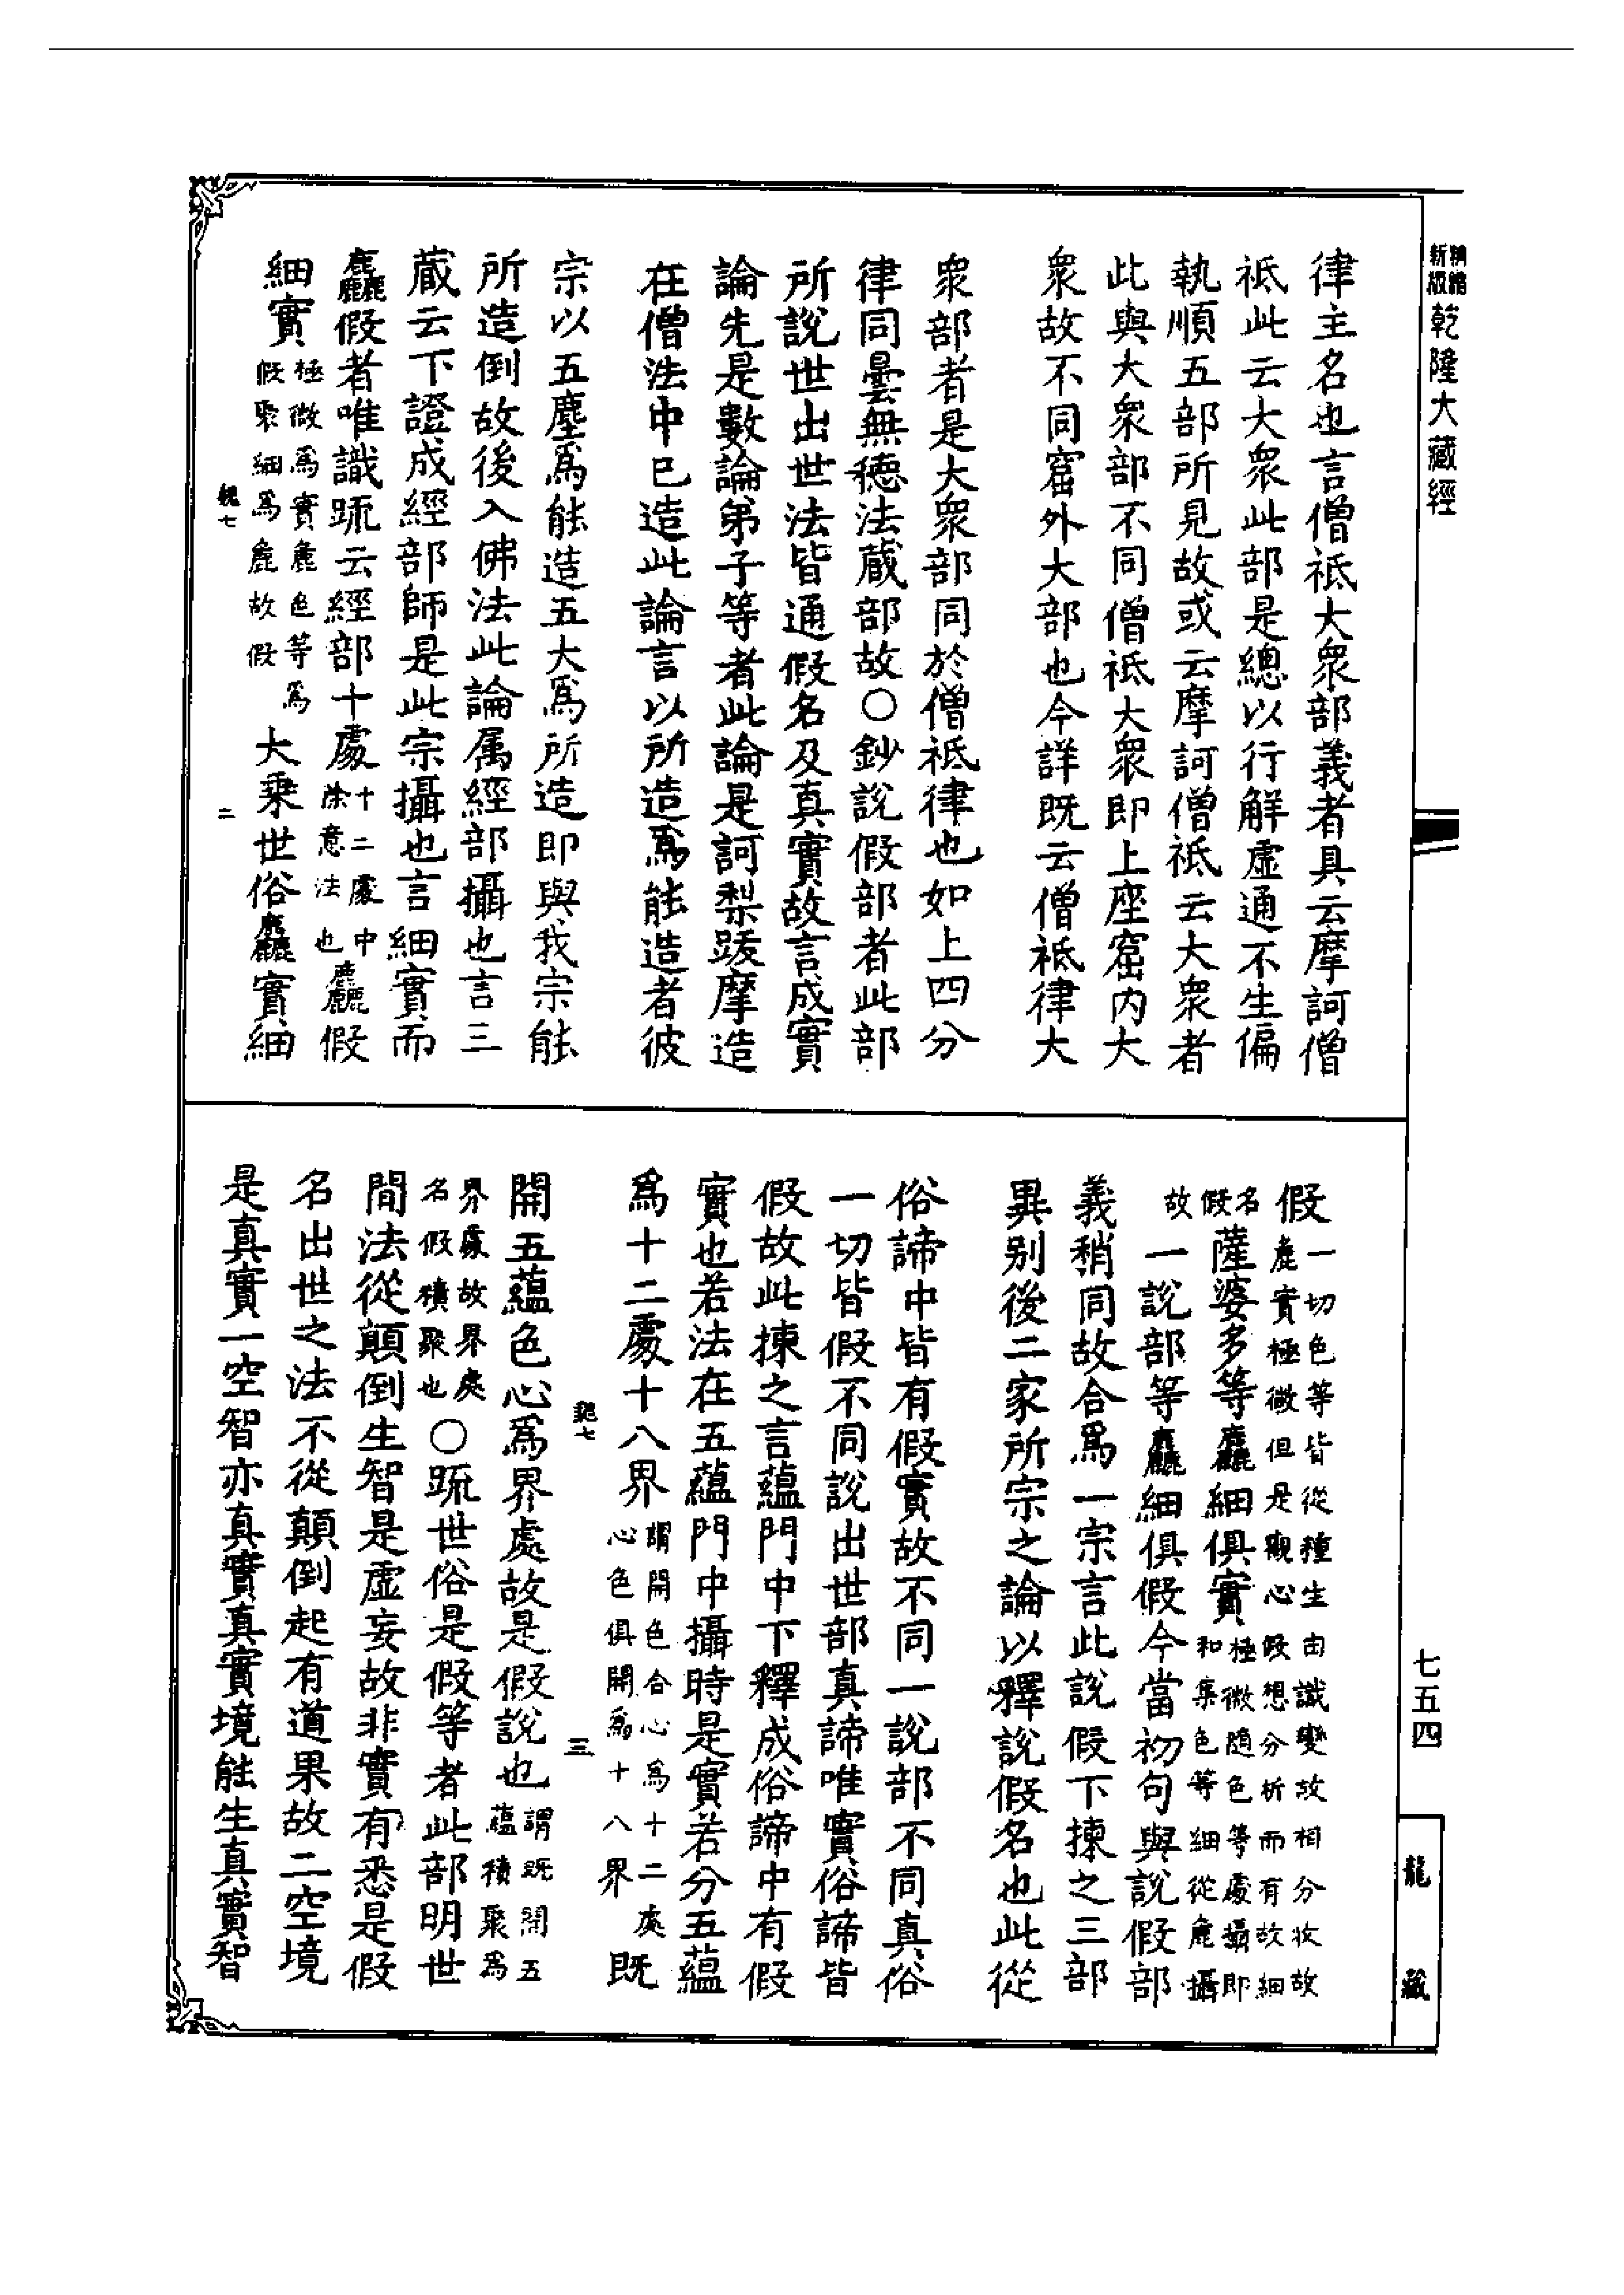 精縮
新級
乾隆大藏經
律主名也言僧祇大衆部義者具云摩訶僧
祇此云大衆此部是總以行解虛通不生偏
執順五部所見故或云摩訶僧祇云大衆者
此與大衆部不同僧祇大衆即上座窟内大
衆故不同窟外大部也今詳既云僧祇律大
衆部者是大衆部同於僧祇律也如上四分
律同曇無德法藏部故○鈔說假部者此部
所說世出世法皆通假名及真實故言成實
論先是數論弟子等者此論是訶梨跋摩造
在僧法中已造此論言以所造爲能造者彼
宗以五塵爲能造五大爲所造即與我宗能
所造倒故後入佛法此論属經部攝也言三
藏云下證成經部師是此宗攝也言細實而
麤假者唯識疏云經部十處十二處中除意法也麤假
細實極微爲實麁色等爲假聚細爲麁故假大乗世俗麤實細
魏七
二
假一切色等皆從種生由識變故相分收故麁實極微但是觀心假想分析而有故細
名假故薩婆多等麤細俱實極微随色等處攝即和集色等細從麁攝
一說部等麤細俱假今當初句與說假部
義稍同故合爲一宗言此說假下揀之三部
異别後二家所宗之論以釋說假名也此從
俗諦中皆有假實故不同一說部不同真俗
一切皆假不同說出世部真諦唯實俗諦皆
假故此揀之言蘊門中下釋成俗諦中有假
實也若法在五蘊門中攝時是實若分五蘊
爲十二處十八界謂開色合心爲十二處心色俱開爲十八界既
魏七
三
開五蘊色心爲界處故是假說也謂既開五蘊積聚爲
界處故界處名假積聚也○疏世俗是假等者此部明世
間法從顛倒生智是虛妄故非實有悉是假
名出世之法不從顛倒起有道果故二空境
是真實一空智亦真實真實境能生真實智
七五四
龍藏